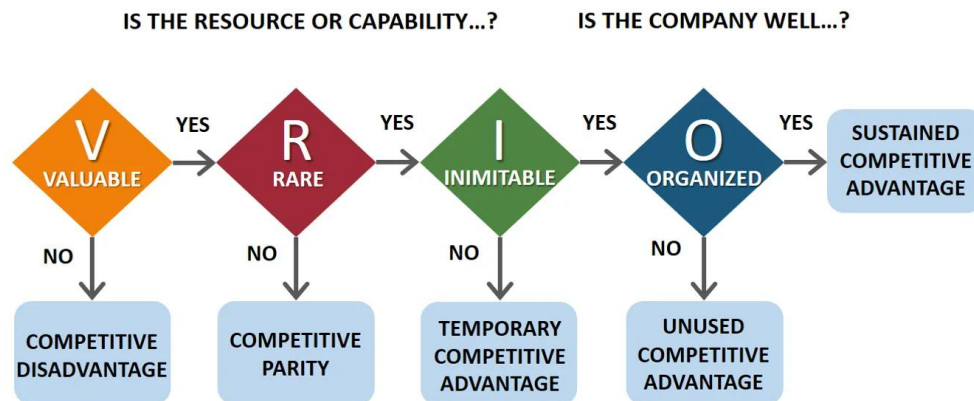 IS THE RESOURCE OR CAPABILITY...?
IS THE COMPANY WELL...?
V
VALUABLE
YES
R
RARE
YES
I
INIMITABLE
YES
O
ORGANIZED
YES
SUSTAINED
COMPETITIVE
ADVANTAGE
NO
NO
NO
NO
COMPETITIVE
DISADVANTAGE
COMPETITIVE
PARITY
TEMPORARY
COMPETITIVE
ADVANTAGE
UNUSED
COMPETITIVE
ADVANTAGE